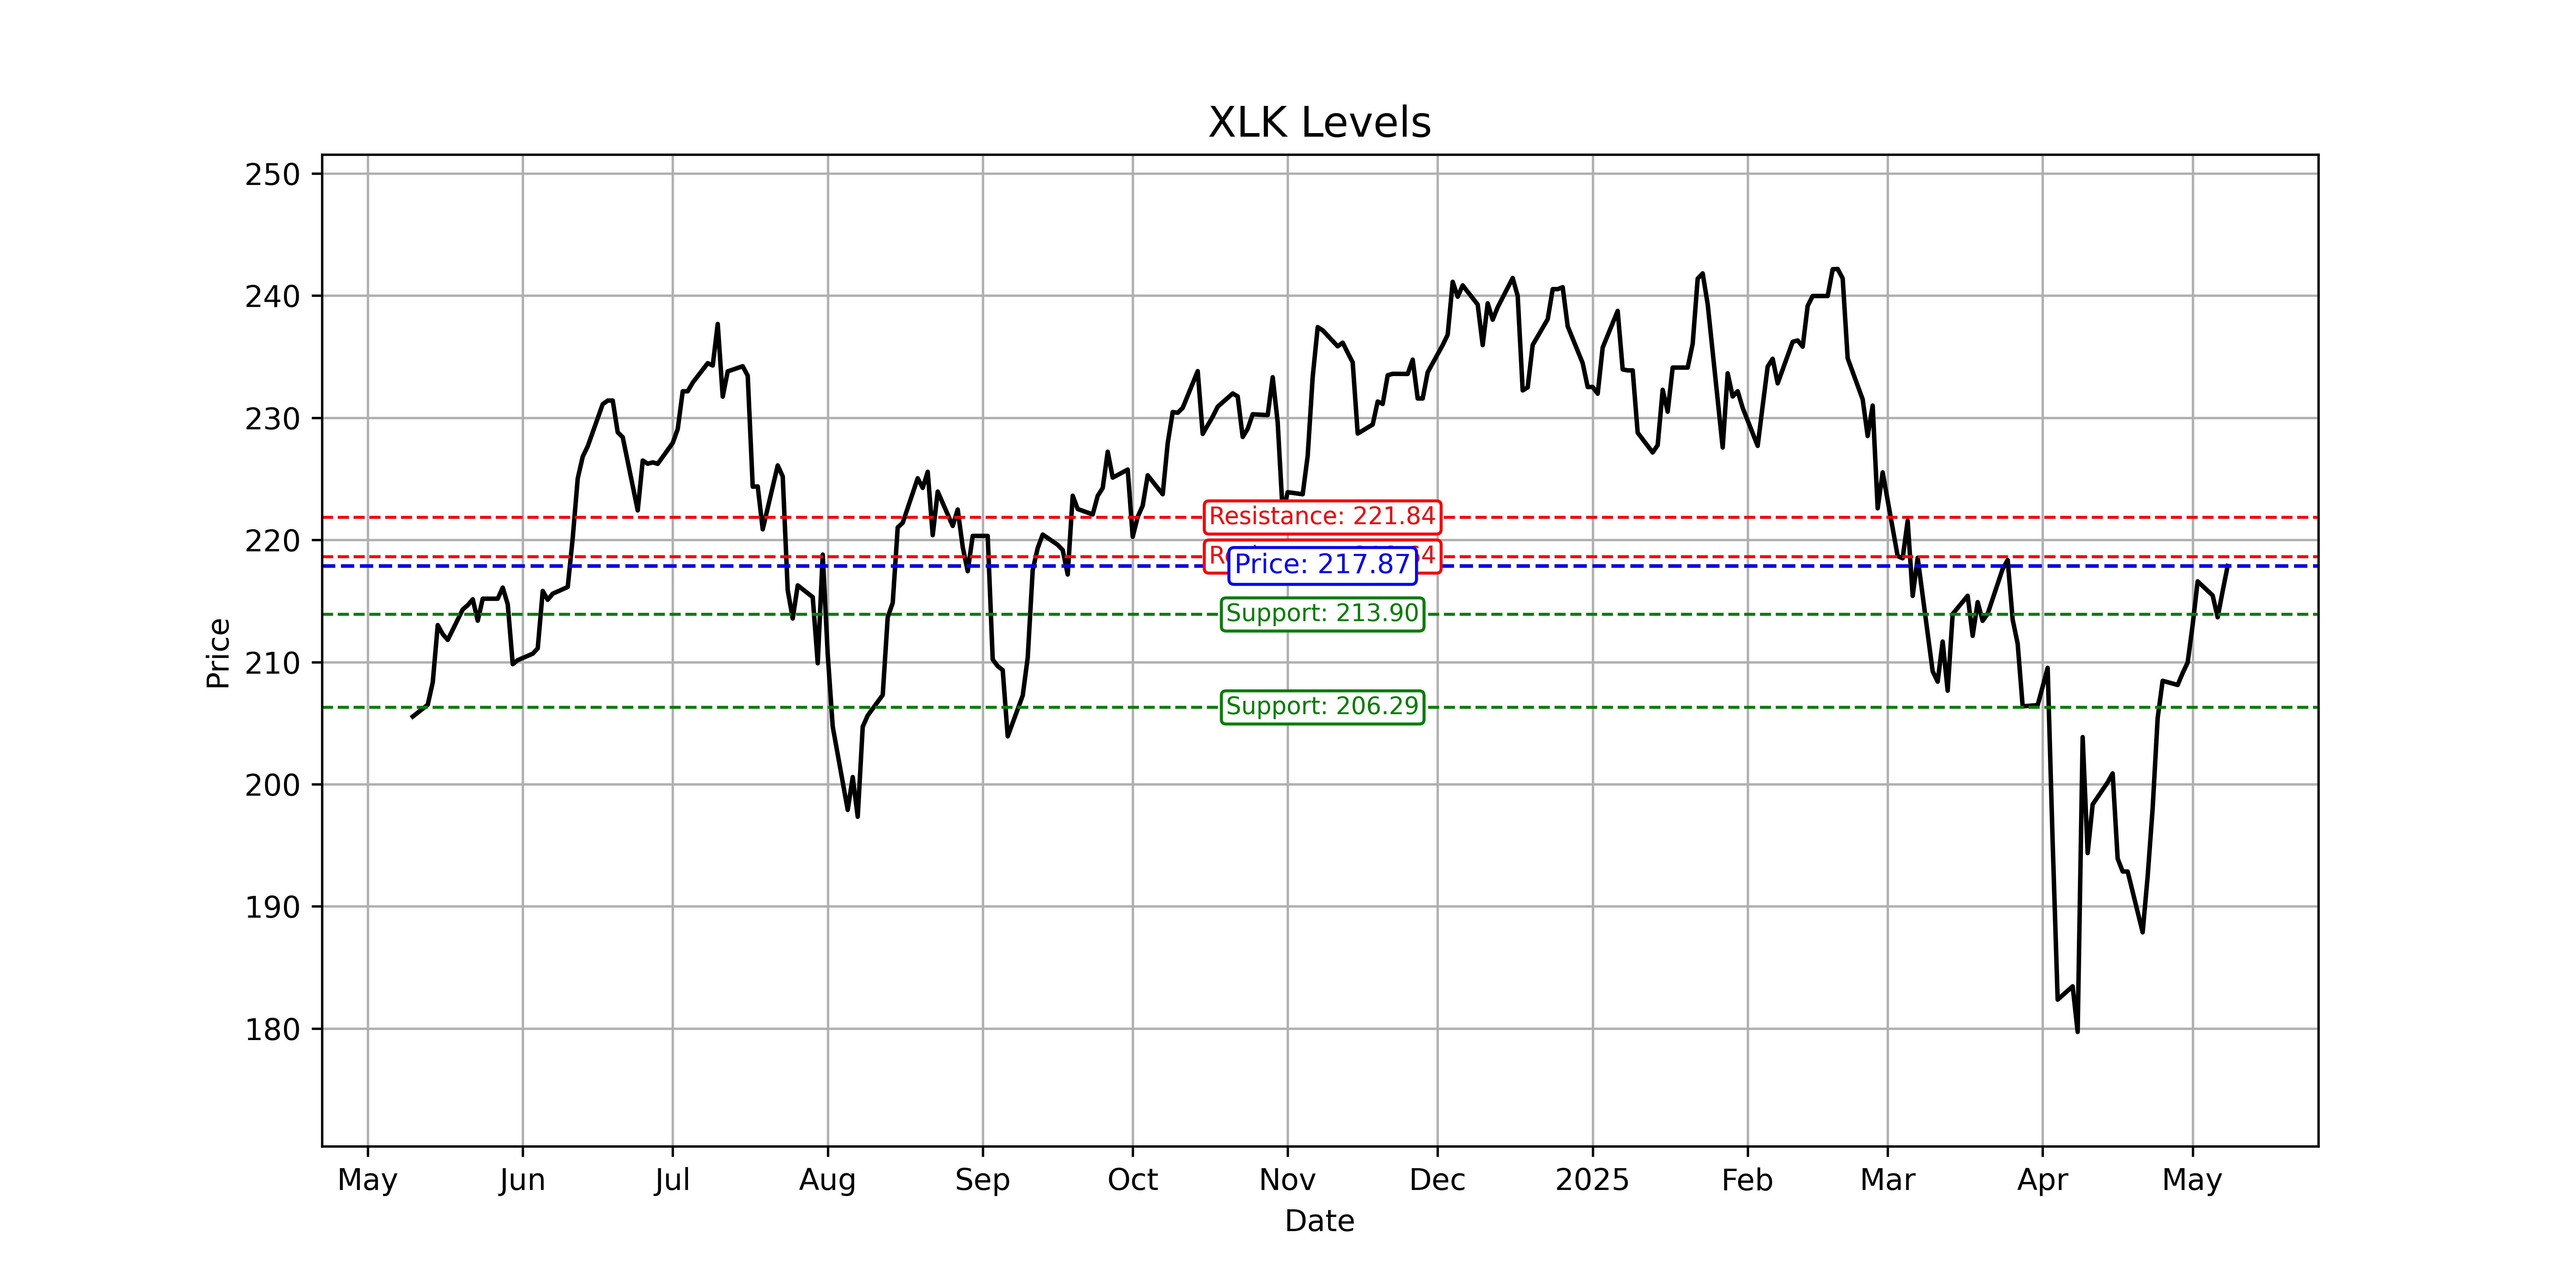 XLK Levels
250
240
230
220
210
200
190
180
Price
Resistance: 221.84
Price: 217.87
Support: 213.90
Support: 206.29
May Jun Jul Aug Sep Oct Nov Dec 2025 Feb Mar Apr May
Date